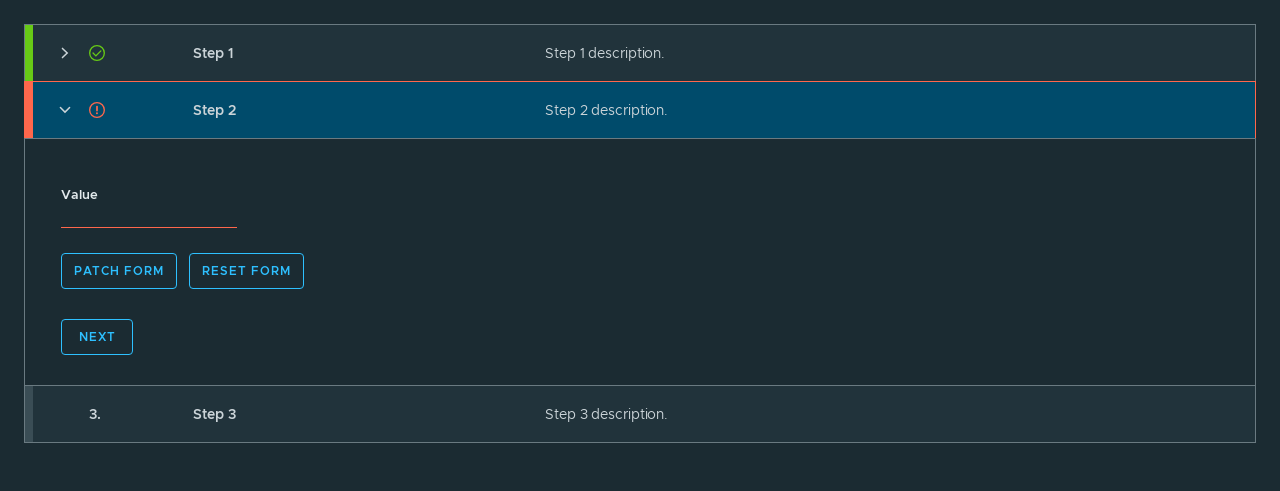 Step 1 Step 1 description.
Step 2 Step 2 description.
Value
PATCH FORM RESET FORM
NEXT
3. Step 3 Step 3 description.